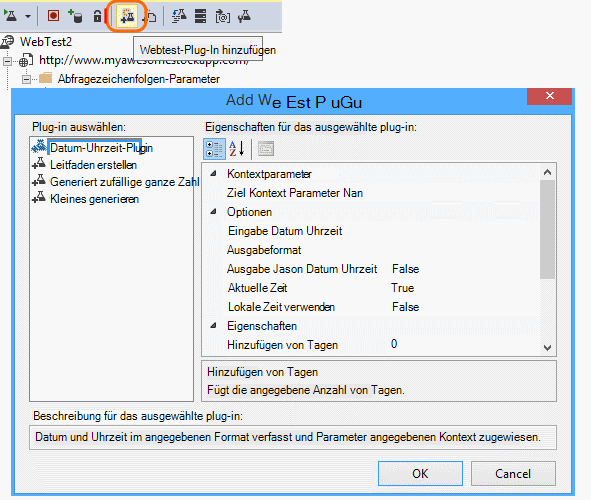 WebTest2
Webtest-Plug-In hinzufügen
http://www.myawesomestockapp.com/
Abfragezeichenfolgen-Parameter
Add We Est P uGu
Plug-in auswählen:
Datum-Uhrzeit-Plugin
Leitfaden erstellen
Generiert zufällige ganze Zahl
Kleines generieren
Eigenschaften für das ausgewählte plug-in:
Kontextparameter
Ziel Kontext Parameter Nan
Optionen
Eingabe Datum Uhrzeit
Ausgabeformat
Ausgabe Jason Datum Uhrzeit False
Aktuelle Zeit True
Lokale Zeit verwenden False
Eigenschaften
Hinzufügen von Tagen 0
Hinzufügen von Tagen
Fügt die angegebene Anzahl von Tagen.
Beschreibung für das ausgewählte plug-in:
Datum und Uhrzeit im angegebenen Format verfasst und Parameter angegebenen Kontext zugewiesen.
OK Cancel